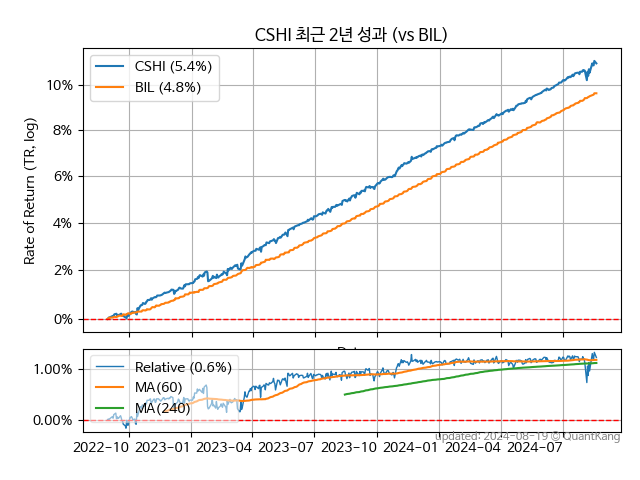 CSHI 최근 2년 성과 (vs BIL)
CSHI (5.4%)
BIL (4.8%)
10%
8%
6%
4%
2%
0%
Rate of Return (TR, log)
Relative (0.6%)
MA(60)
MA(240)
1.00%
0.00%
2022-10 2023-01 2023-04 2023-07 2023-10 2024-01 2024-04 2024-07
updated: 2024-08-19 © QuantKang